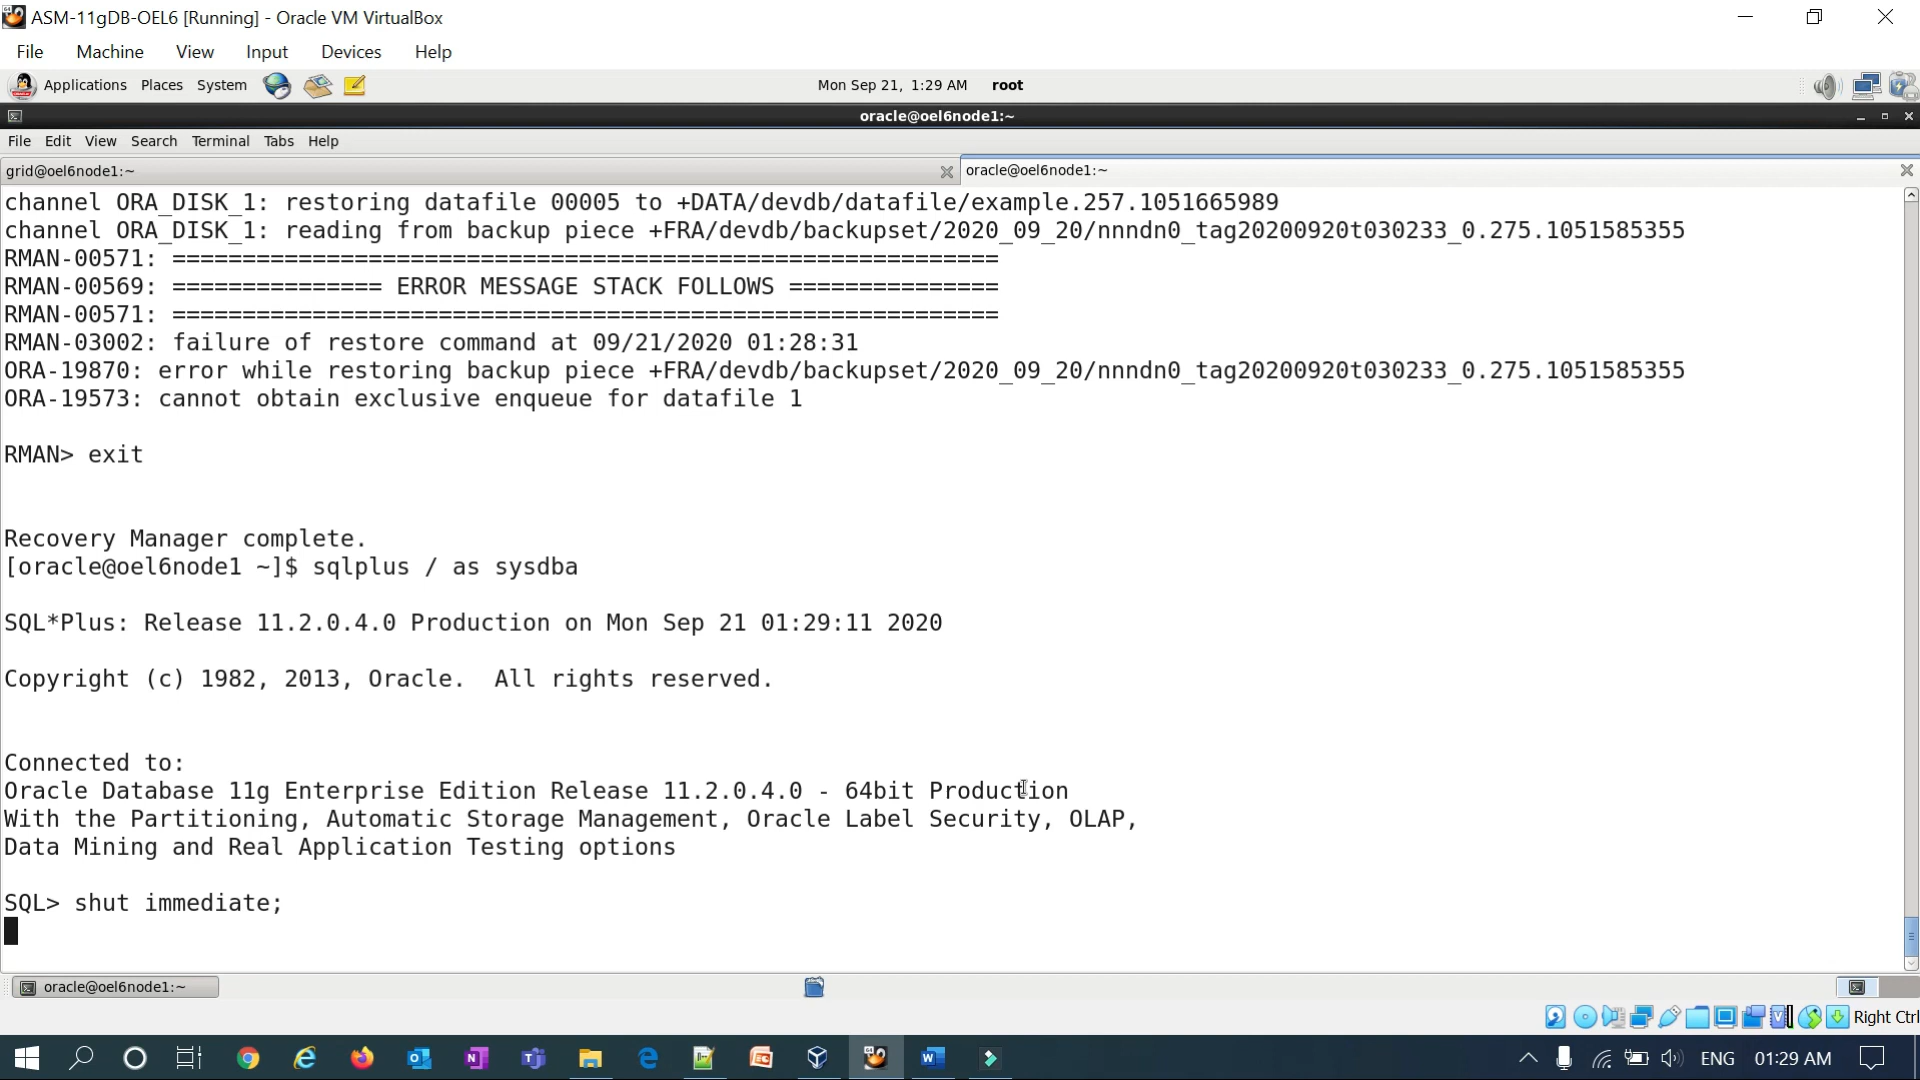 ASM-11gDB-OEL6 [Running] - Oracle VM VirtualBox
File Machine View Input Devices Help
Applications Places System Mon Sep 21, 1:29 AM root
oracle@oel6node1:~
File Edit View Search Terminal Tabs Help
grid@oel6node1:~ oracle@oel6node1:~
channel ORA_DISK_1: restoring datafile 00005 to +DATA/devdb/datafile/example.257.1051665989
channel ORA_DISK_1: reading from backup piece +FRA/devdb/backupset/2020_09_20/nnndn0_tag20200920t030233_0.275.1051585355
RMAN-00571: ===========================================================
RMAN-00569: =============== ERROR MESSAGE STACK FOLLOWS ===============
RMAN-00571: ===========================================================
RMAN-03002: failure of restore command at 09/21/2020 01:28:31
ORA-19870: error while restoring backup piece +FRA/devdb/backupset/2020_09_20/nnndn0_tag20200920t030233_0.275.1051585355
ORA-19573: cannot obtain exclusive enqueue for datafile 1
RMAN> exit
Recovery Manager complete.
[oracle@oel6node1 ~]$ sqlplus / as sysdba
SQL*Plus: Release 11.2.0.4.0 Production on Mon Sep 21 01:29:11 2020
Copyright (c) 1982, 2013, Oracle.  All rights reserved.
Connected to:
Oracle Database 11g Enterprise Edition Release 11.2.0.4.0 - 64bit Production
With the Partitioning, Automatic Storage Management, Oracle Label Security, OLAP,
Data Mining and Real Application Testing options
SQL> shut immediate;
oracle@oel6node1:~
Right Ctrl
ENG 01:29 AM